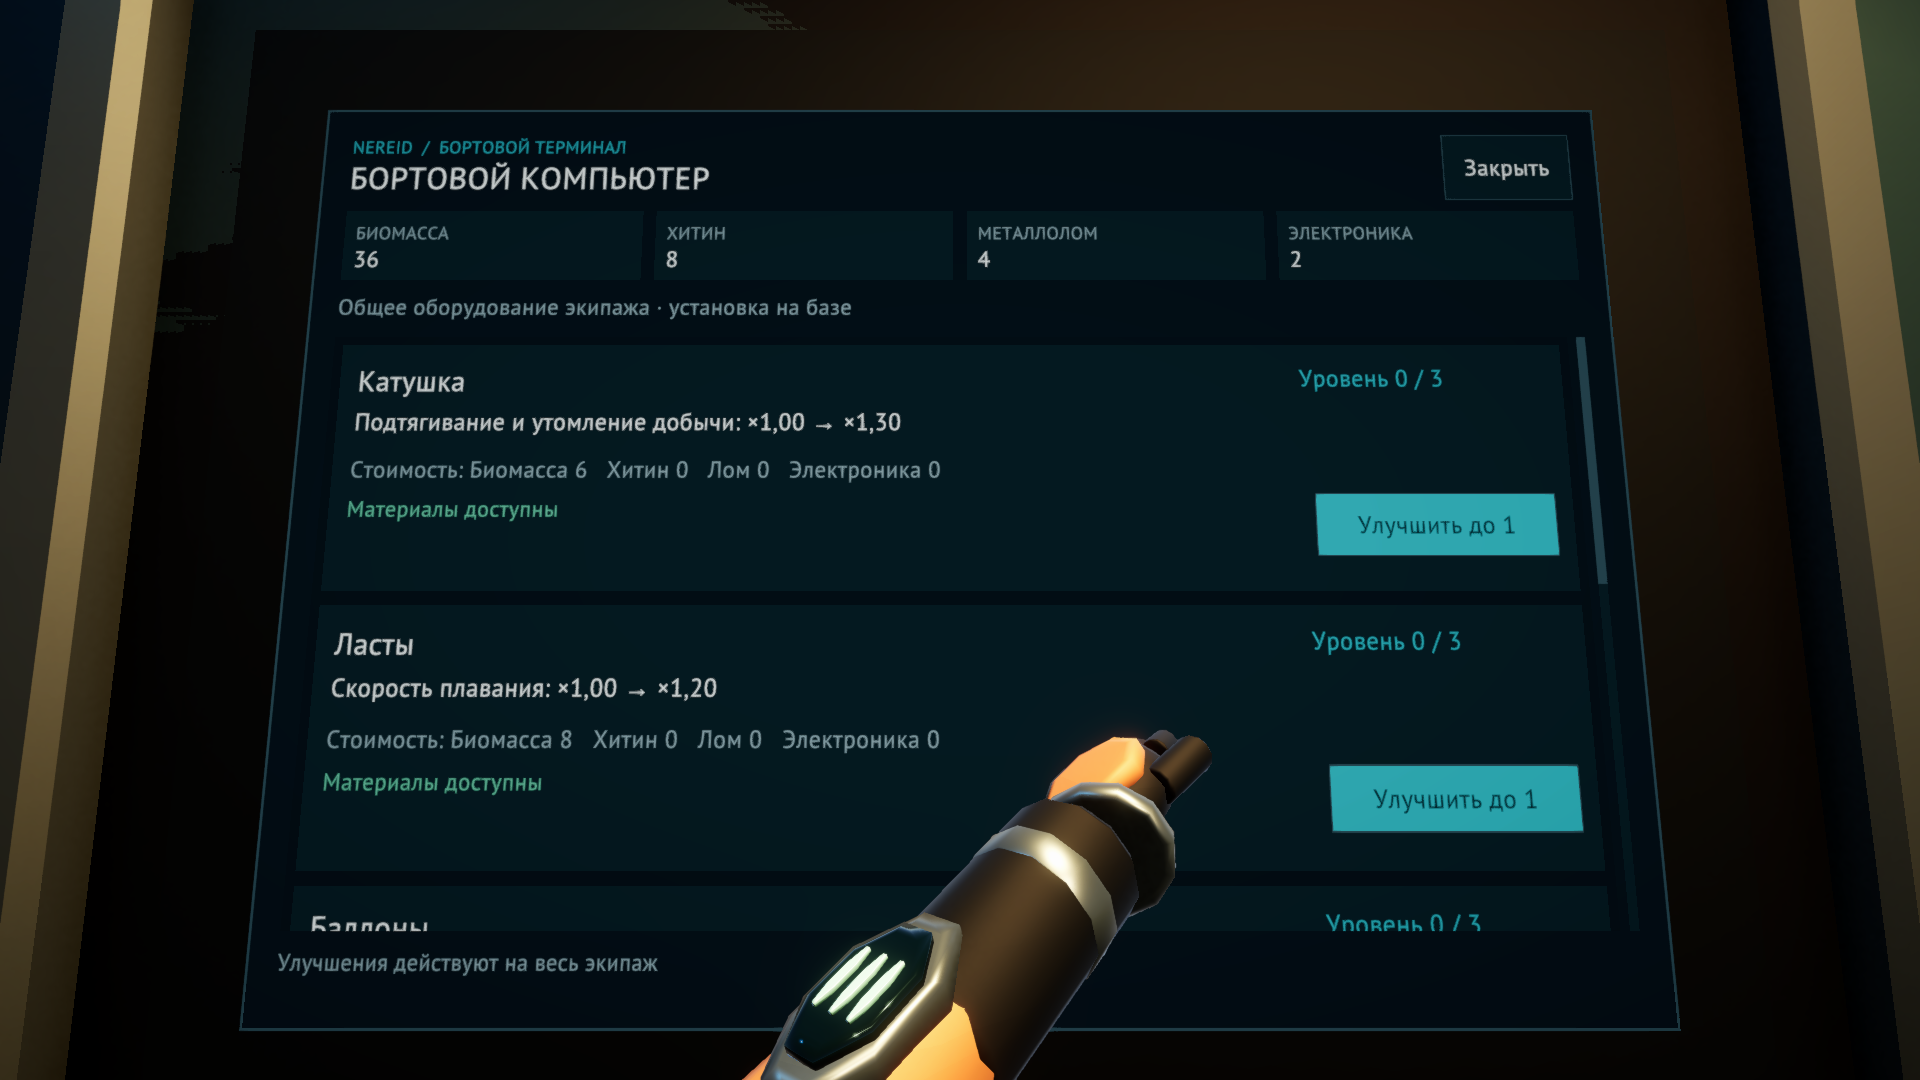 NEREID / БОРТОВОЙ ТЕРМИНАЛ
БОРТОВОЙ КОМПЬЮТЕР
Закрыть
БИОМАССА
36
ХИТИН
8
МЕТАЛЛОЛОМ
4
ЭЛЕКТРОНИКА
2
Общее оборудование экипажа · установка на базе
Катушка
Уровень 0 / 3
Подтягивание и утомление добычи: ×1,00 → ×1,30
Стоимость: Биомасса 6 Хитин 0 Лом 0 Электроника 0
Материалы доступны
Улучшить до 1
Ласты
Уровень 0 / 3
Скорость плавания: ×1,00 → ×1,20
Стоимость: Биомасса 8 Хитин 0 Лом 0 Электроника 0
Материалы доступны
Улучшить до 1
Баллоны
Уровень 0 / 3
Улучшения действуют на весь экипаж